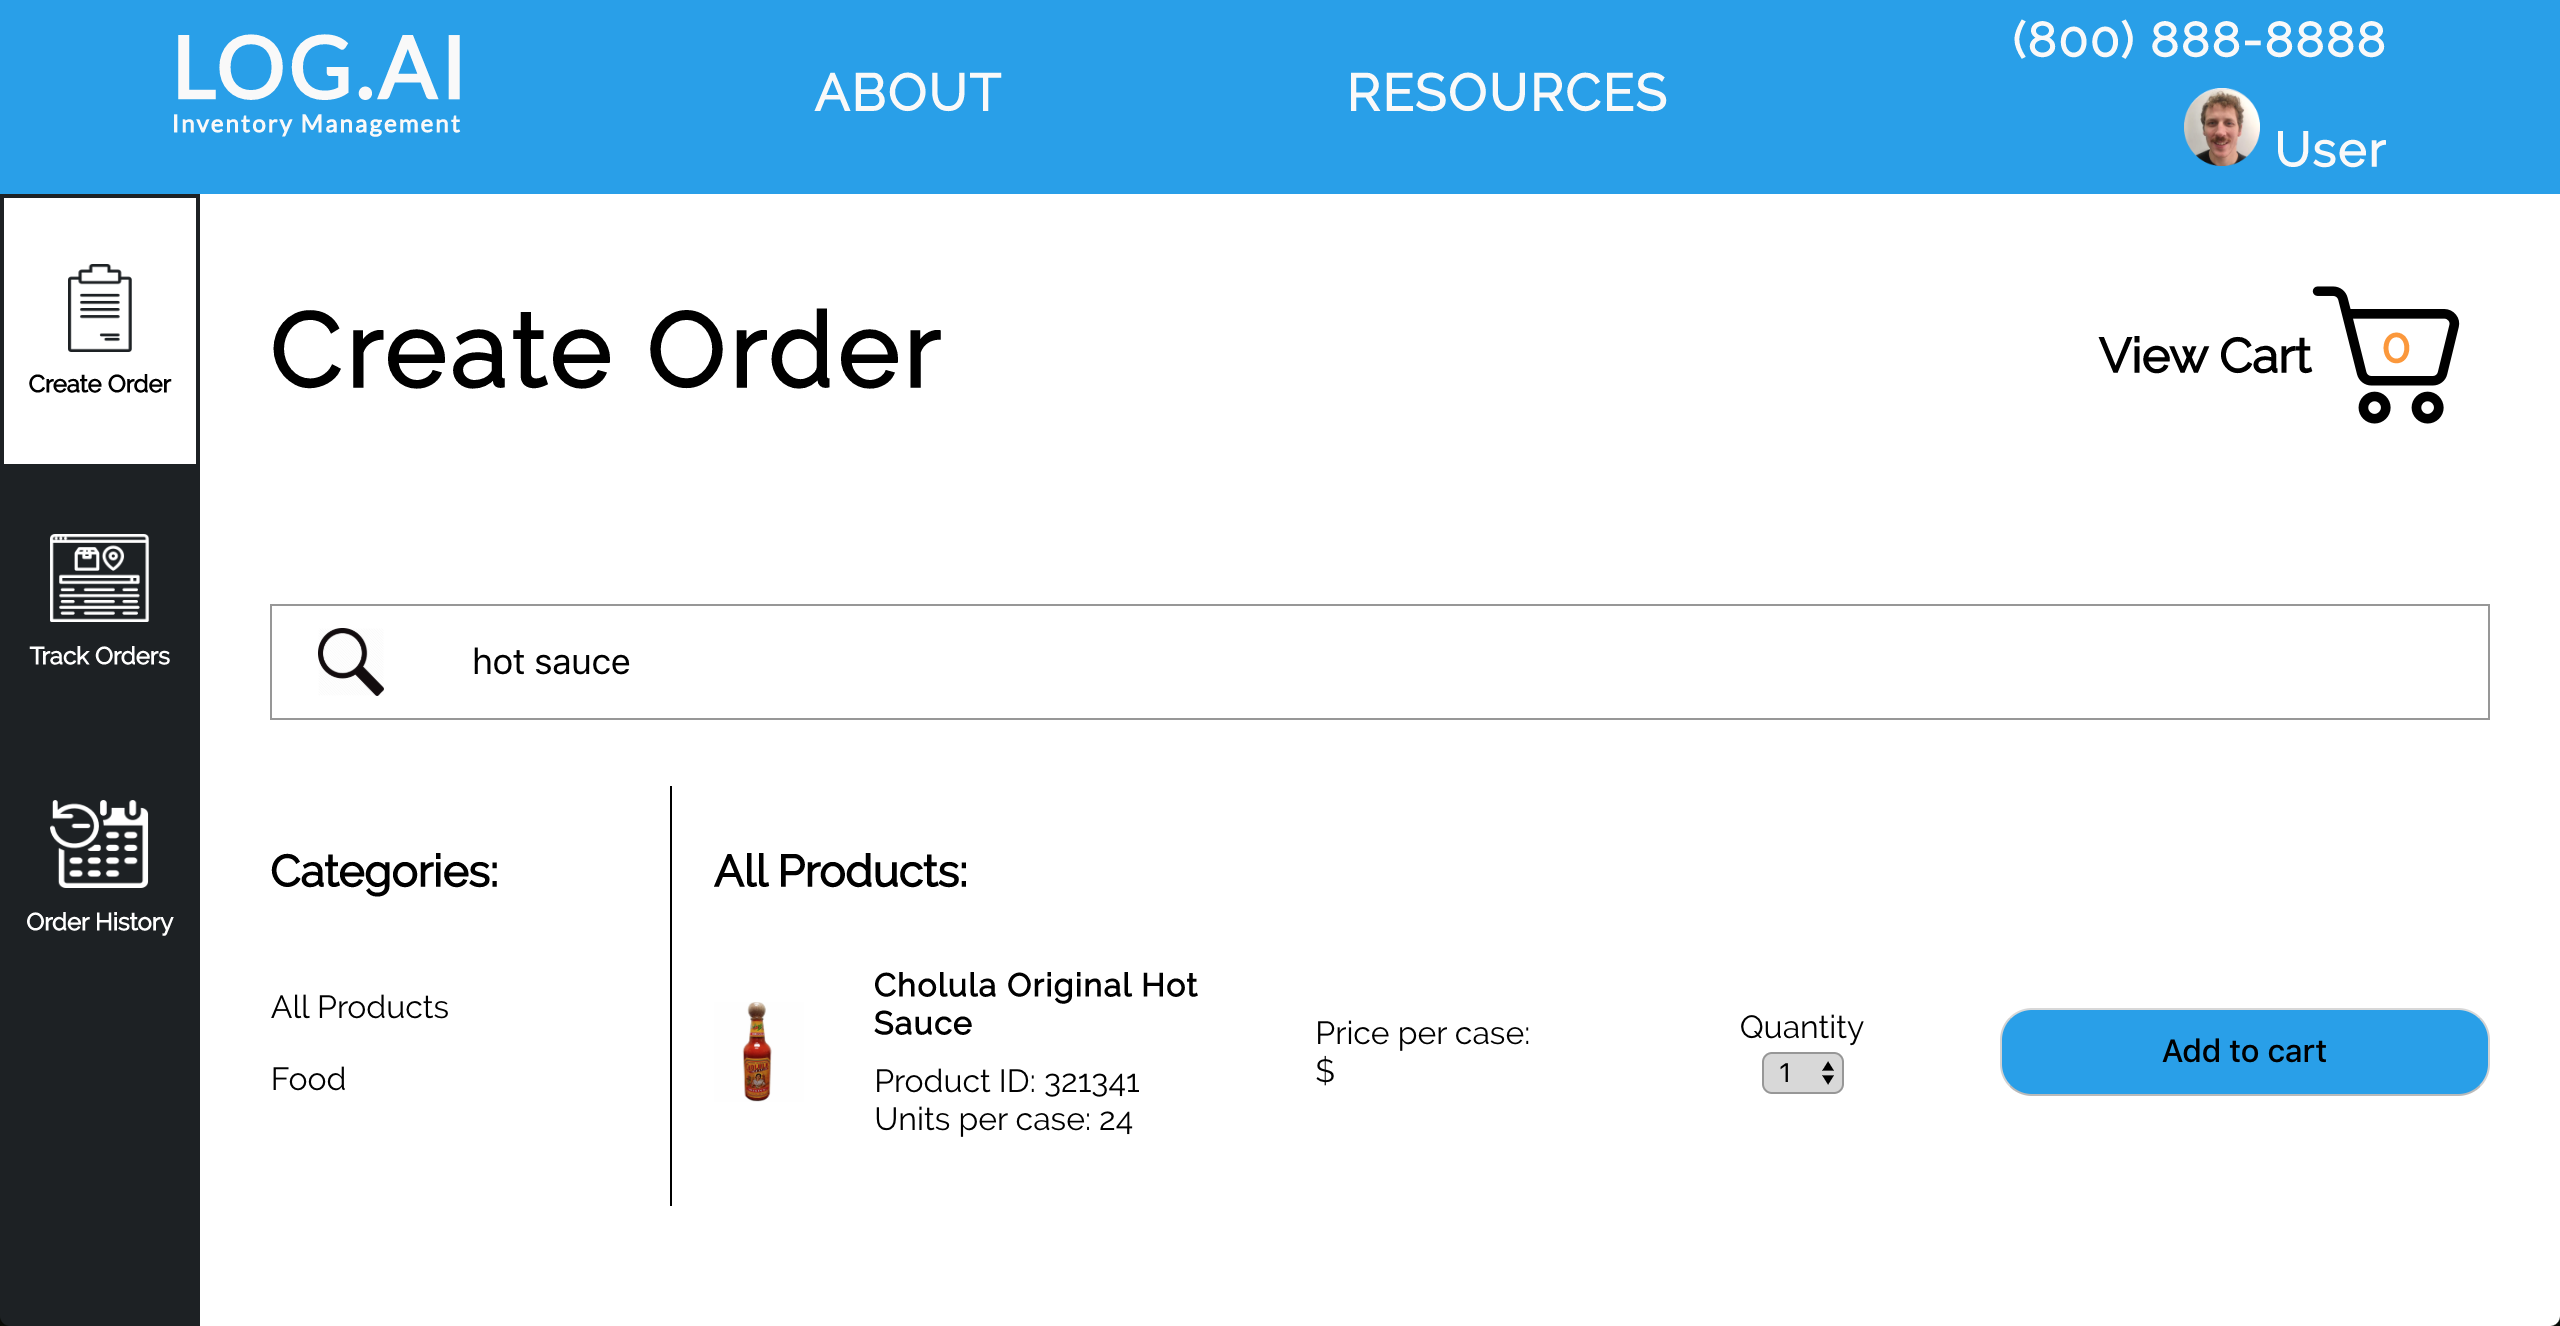 LOG.AI
Inventory Management
ABOUT
RESOURCES
(800) 888-8888
User
Create Order
Track Orders
Order History
Create Order
View Cart
0
hot sauce
Categories:
All Products
Food
All Products:
Cholula Original Hot
Sauce
Product ID: 321341
Units per case: 24
Price per case:
$
Quantity
1
Add to cart